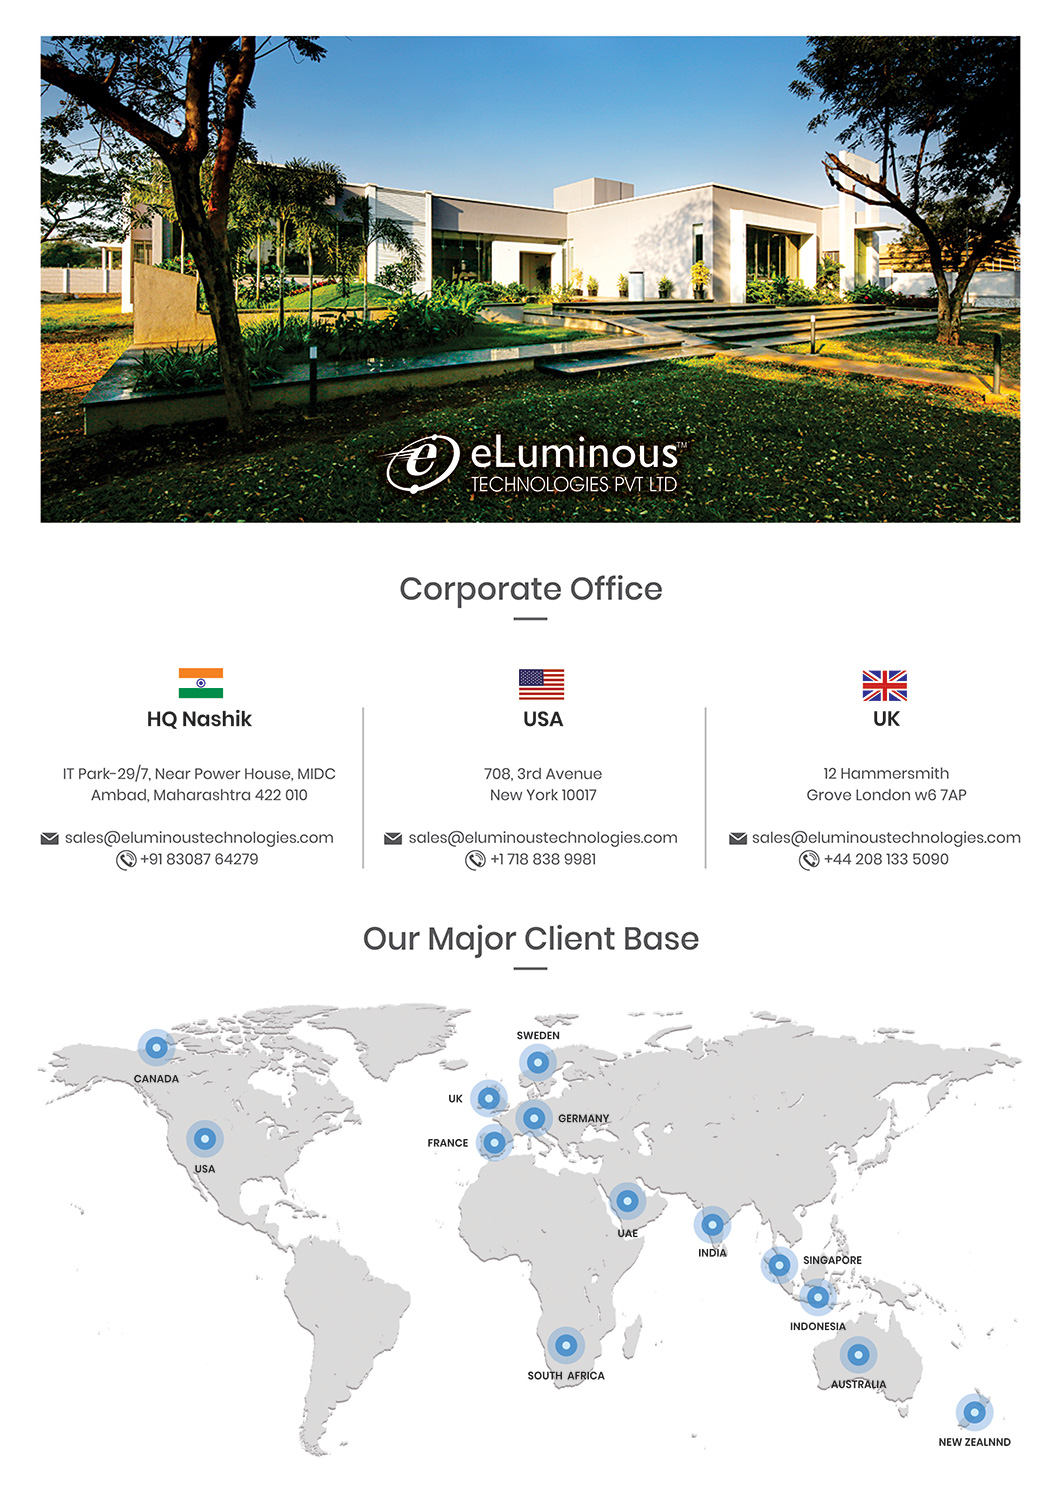 eLuminous™
TECHNOLOGIES PVT LTD
Corporate Office
HQ Nashik
IT Park-29/7, Near Power House, MIDC
Ambad, Maharashtra 422 010
sales@eluminoustechnologies.com
+91 83087 64279
USA
708, 3rd Avenue
New York 10017
sales@eluminoustechnologies.com
+1 718 838 9981
UK
12 Hammersmith
Grove London w6 7AP
sales@eluminoustechnologies.com
+44 208 133 5090
Our Major Client Base
SWEDEN
CANADA
UK
GERMANY
FRANCE
USA
UAE
INDIA
SINGAPORE
INDONESIA
SOUTH AFRICA
AUSTRALIA
NEW ZEALNND